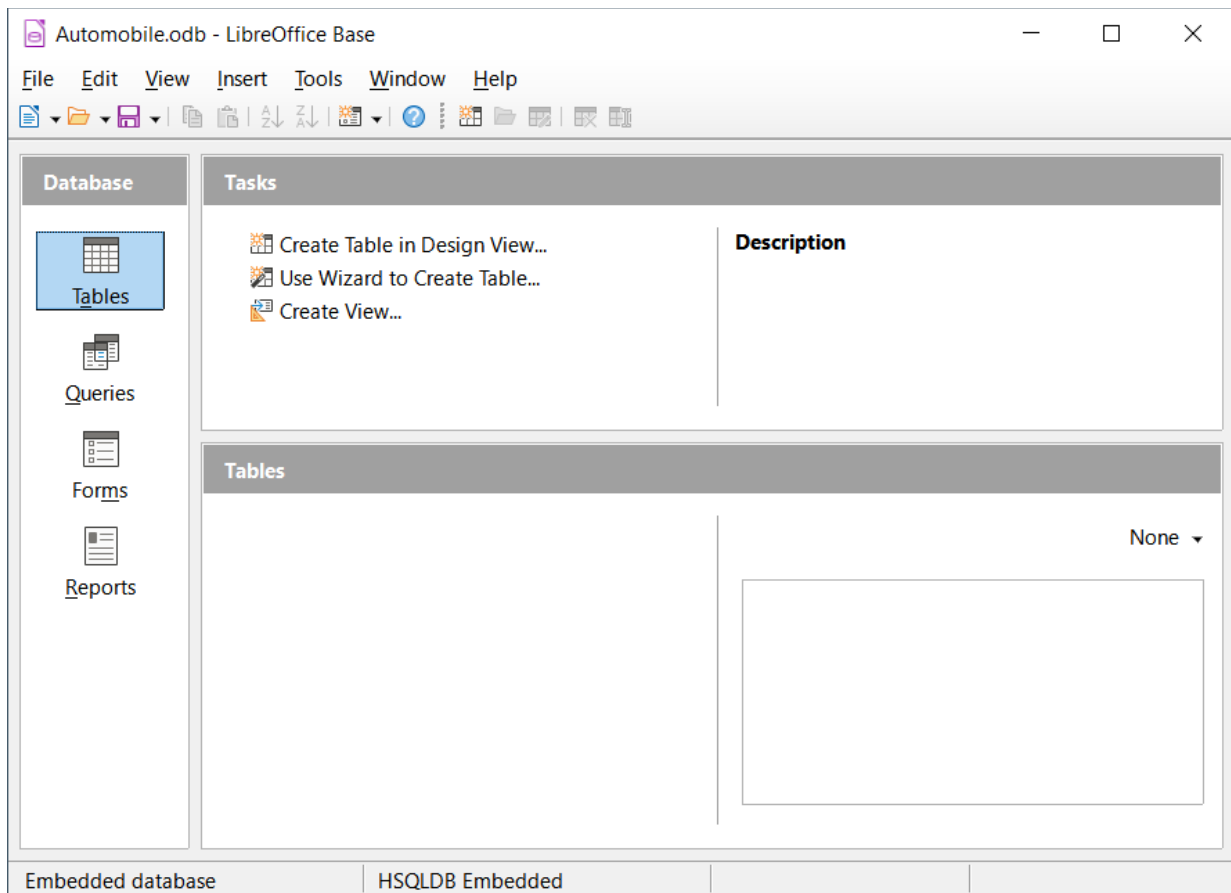 Automobile.odb - LibreOffice Base
File Edit View Insert Tools Window Help
Database
Tables
Queries
Forms
Reports
Tasks
Create Table in Design View...
Use Wizard to Create Table...
Create View...
Description
Tables
None
Embedded database
HSQLDB Embedded